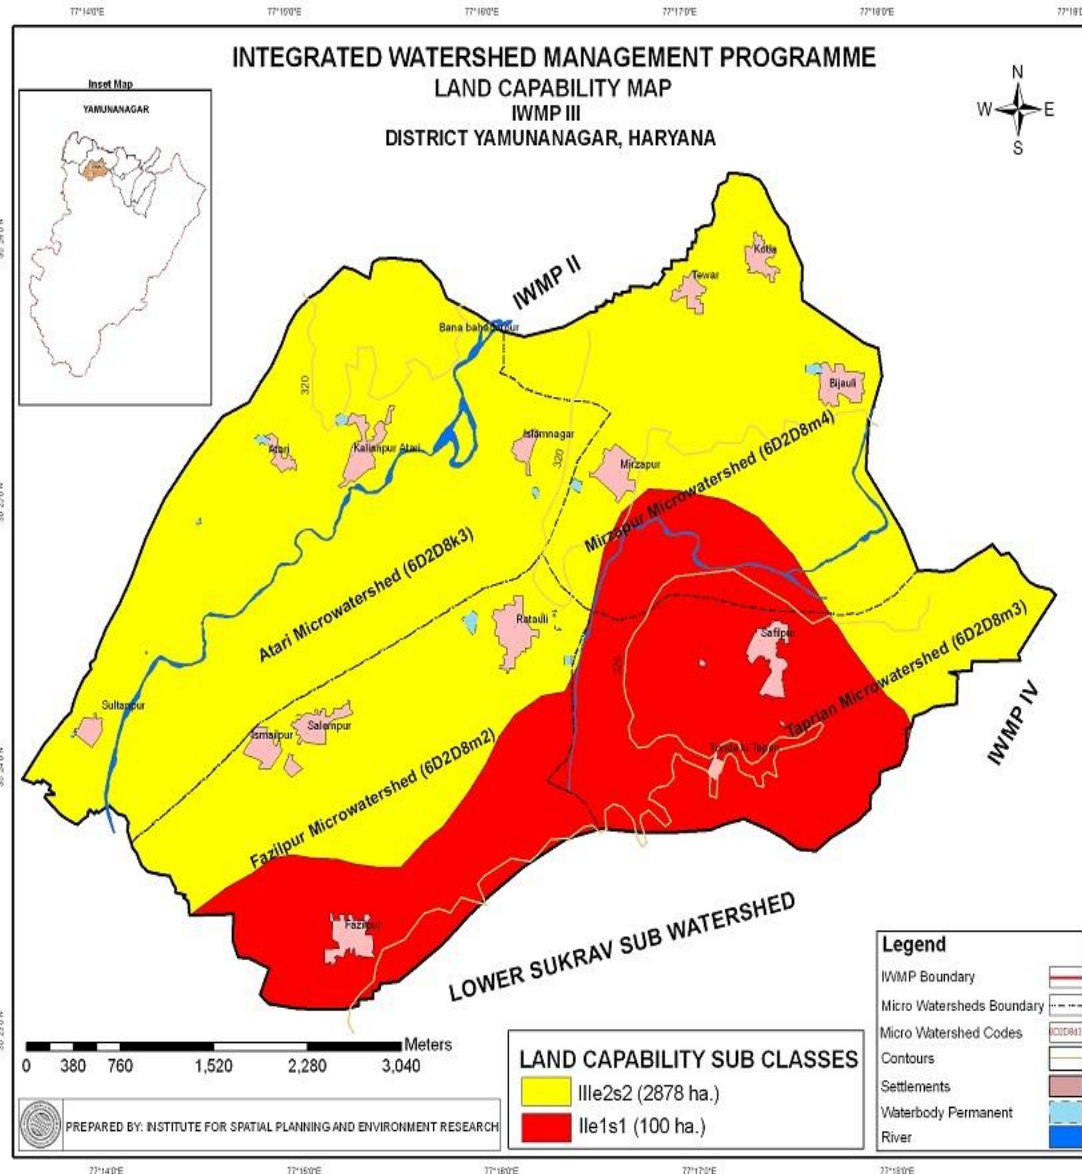 77°14'0"E 77°15'0"E 77°16'0"E 77°17'0"E 77°18'0"E
INTEGRATED WATERSHED MANAGEMENT PROGRAMME
LAND CAPABILITY MAP
IWMP III
DISTRICT YAMUNANAGAR, HARYANA
Inset Map
YAMUNANAGAR
N
W E
S
IWMP II
Kotla
Tewar
Bana bahadurpur
320
Bijauli
Atari
Kalianpur Atari
Islamnagar
320
Mirzapur
Mirzapur Microwatershed (6D2D8m4)
Atari Microwatershed (6D2D8k3)
Ratauli
Safilpur
320
Taprian Microwatershed (6D2D8m3)
Sultanpur
Ismailpur
Salempur
IWMP IV
Fazilpur Microwatershed (6D2D8m2)
Fazilpur
LOWER SUKRAV SUB WATERSHED
Legend
IWMP Boundary
Micro Watersheds Boundary
Micro Watershed Codes
Contours
Settlements
Waterbody Permanent
River
Meters
0 380 760 1,520 2,280 3,040
LAND CAPABILITY SUB CLASSES
IIIe2s2 (2878 ha.)
IIe1s1 (100 ha.)
PREPARED BY: INSTITUTE FOR SPATIAL PLANNING AND ENVIRONMENT RESEARCH
77°14'0"E 77°15'0"E 77°16'0"E 77°17'0"E 77°18'0"E